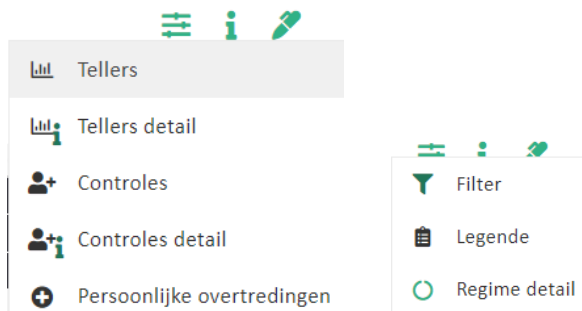 Tellers
Tellers detail
Controles
Controles detail
Persoonlijke overtredingen
Filter
Legende
Regime detail